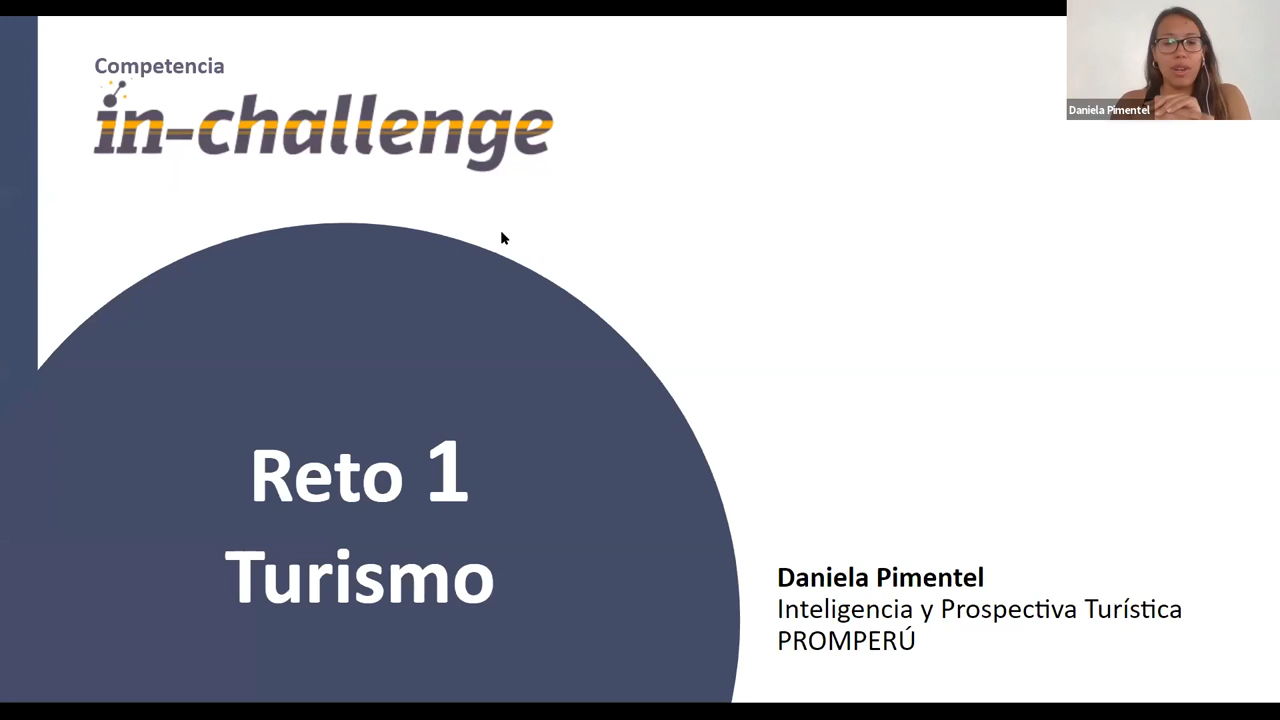 Competencia
in-challenge
Daniela Pimentel
Reto 1
Turismo
Daniela Pimentel
Inteligencia y Prospectiva Turística
PROMPERÚ